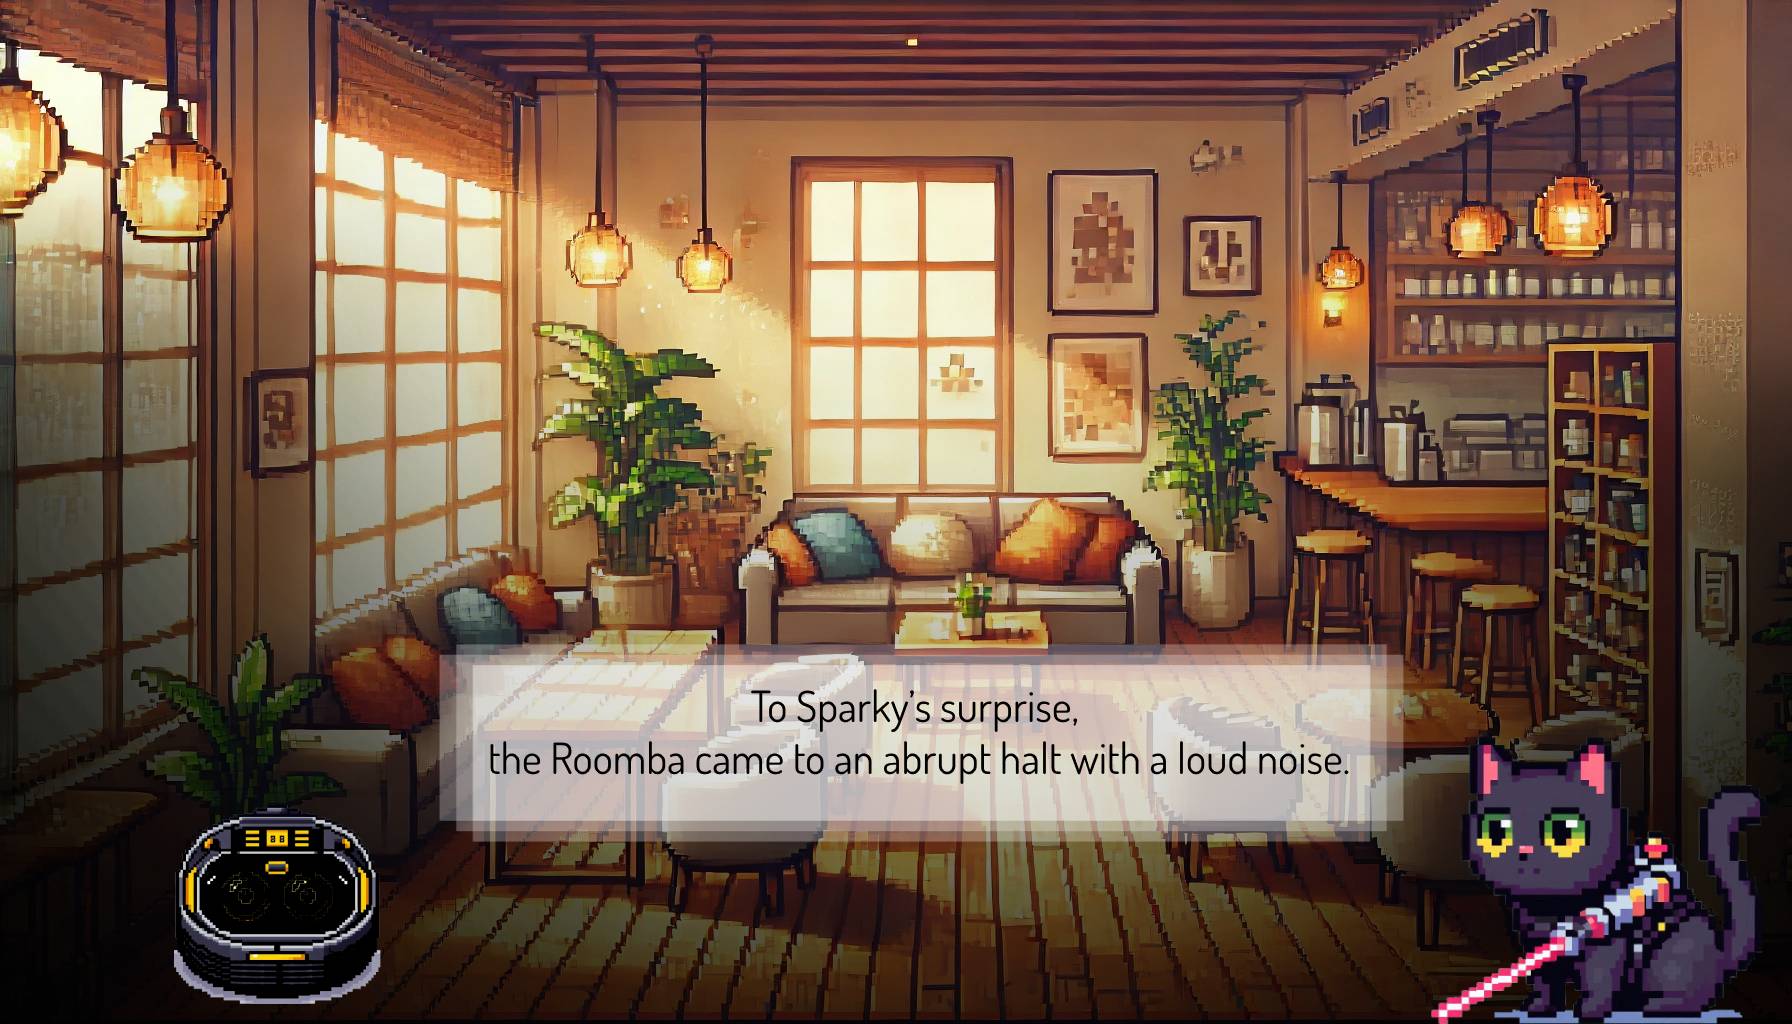 To Sparky's surprise,
the Roomba came to an abrupt halt with a loud noise.